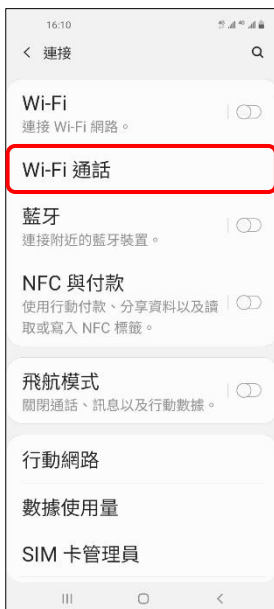 16:10
連接
Wi-Fi
連接 Wi-Fi 網路。
Wi-Fi 通話
藍牙
連接附近的藍牙裝置。
NFC 與付款
使用行動付款、分享資料以及讀
取或寫入 NFC 標籤。
飛航模式
關閉通話、訊息以及行動數據。
行動網路
數據使用量
SIM 卡管理員